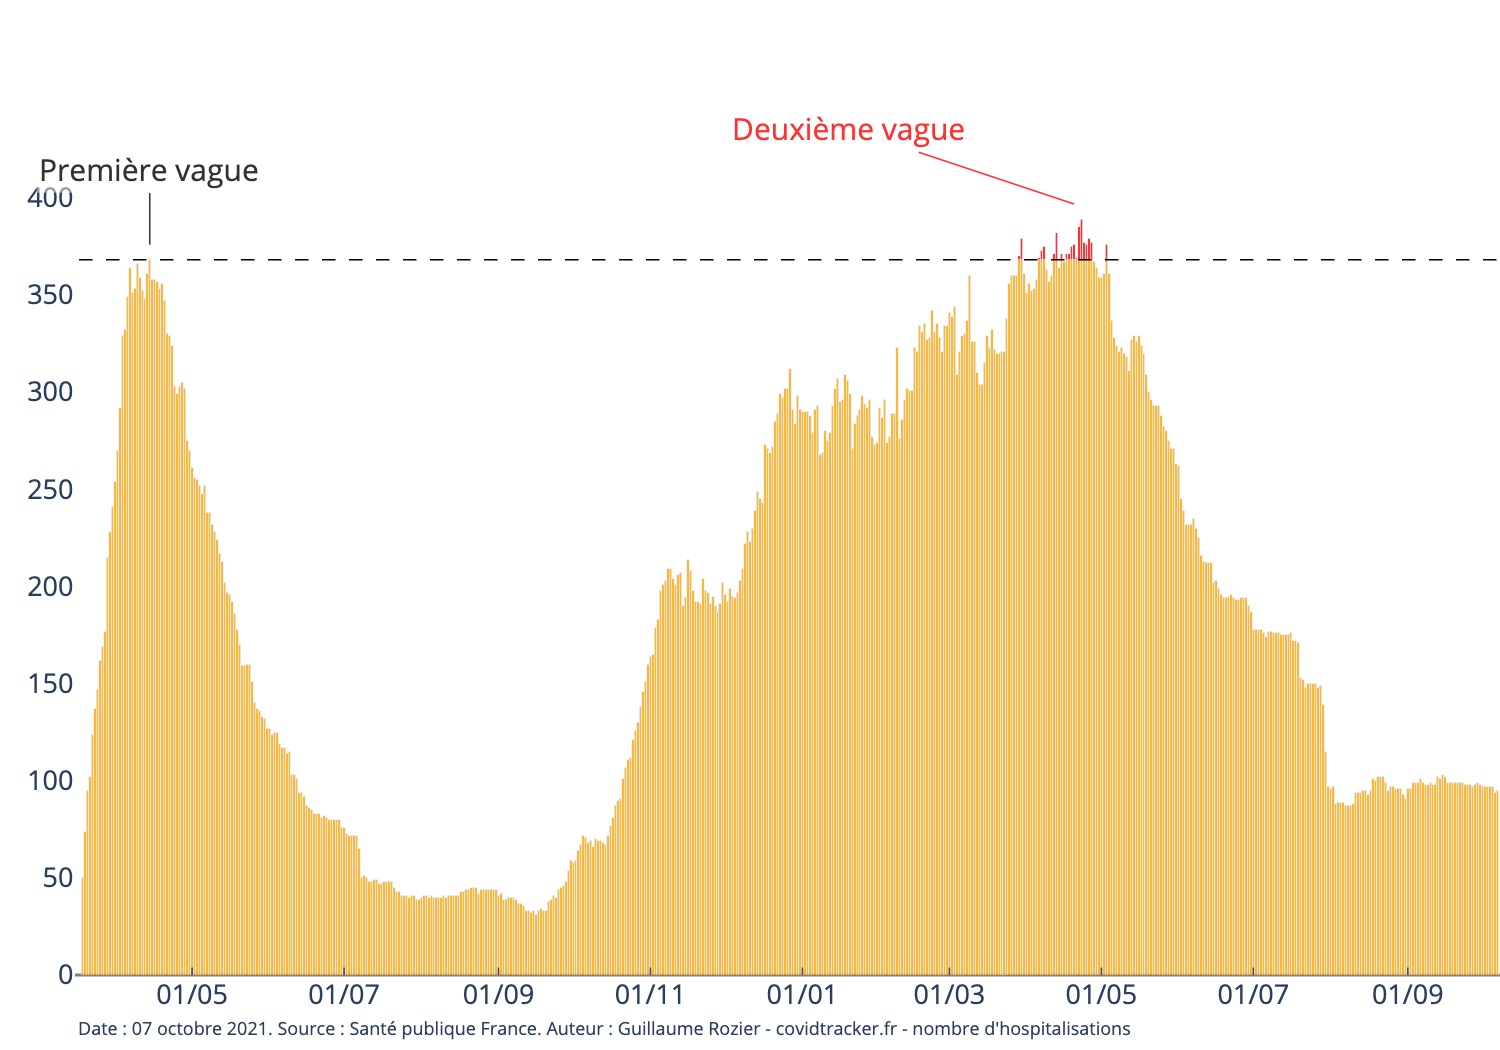 Deuxième vague
Première vague
400
350
300
250
200
150
100
50
0
01/05 01/07 01/09 01/11 01/01 01/03 01/05 01/07 01/09
Date : 07 octobre 2021. Source : Santé publique France. Auteur : Guillaume Rozier - covidtracker.fr - nombre d'hospitalisations